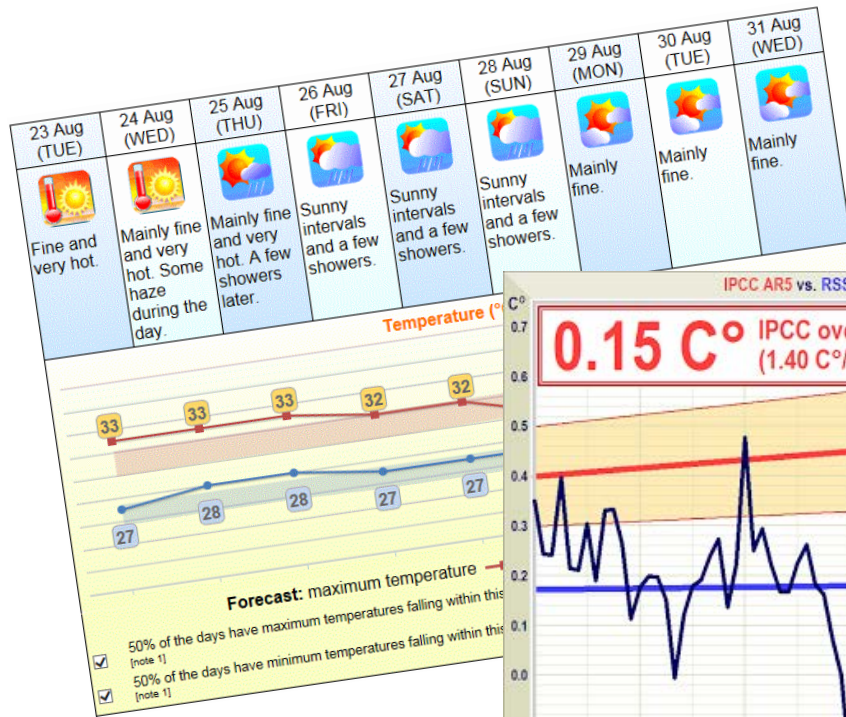 23 Aug
(TUE)
24 Aug
(WED)
25 Aug
(THU)
26 Aug
(FRI)
27 Aug
(SAT)
28 Aug
(SUN)
29 Aug
(MON)
30 Aug
(TUE)
31 Aug
(WED)
Fine and
very hot.
Mainly fine
and very
hot. Some
haze
during the
day.
Mainly fine
and very
hot. A few
showers
later.
Sunny
intervals
and a few
showers.
Sunny
intervals
and a few
showers.
Sunny
intervals
and a few
showers.
Mainly
fine.
Mainly
fine.
Mainly
fine.
Temperature (°
33
33
33
32
32
27
28
28
27
27
Forecast: maximum temperature
50% of the days have maximum temperatures falling within this
[note 1]
50% of the days have minimum temperatures falling within this
[note 1]
IPCC AR5 vs. RSS
C°
0.15 C°
IPCC ove
(1.40 C°/
0.7
0.6
0.5
0.4
0.3
0.2
0.1
0.0